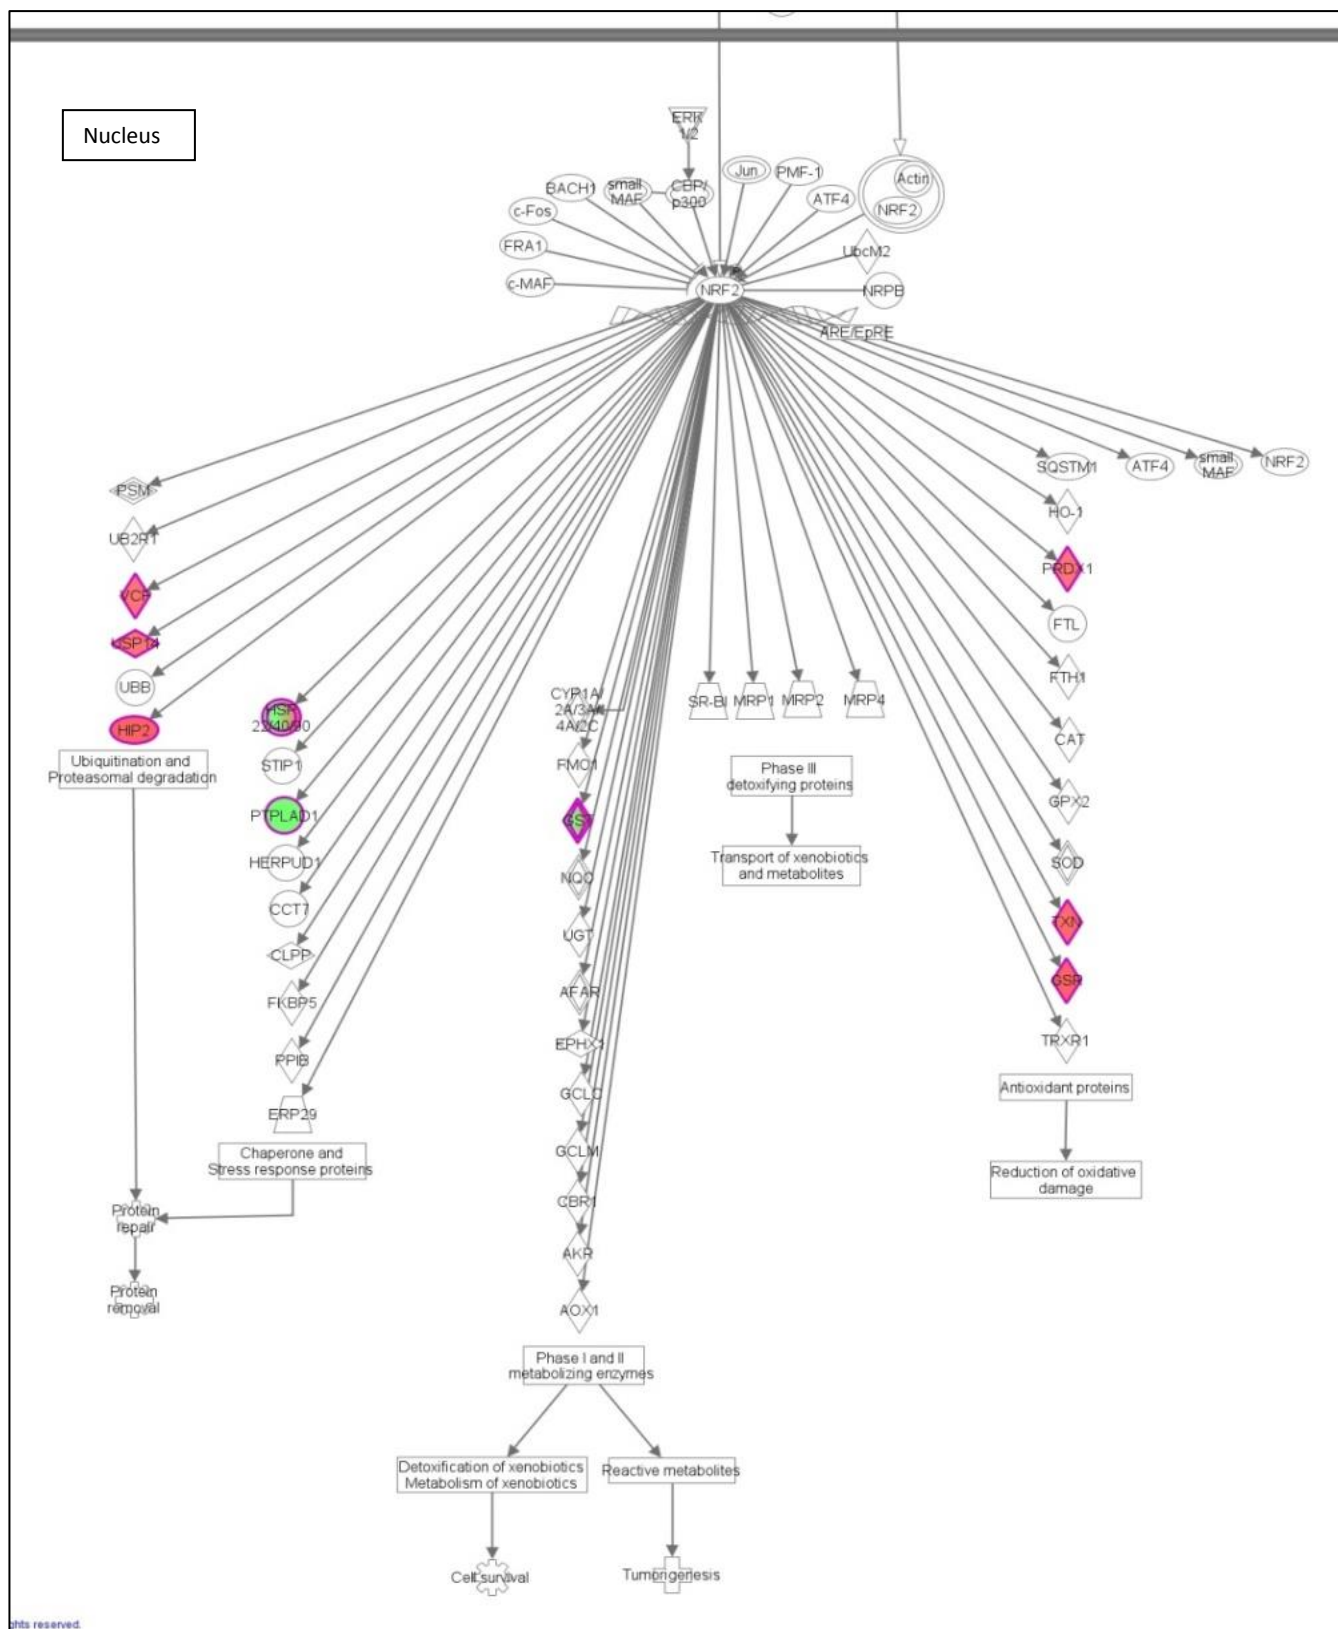 Nucleus
ERK
1/2
BACH1
small
MAF
CBP/
p300
Jun
PMF-1
ATF4
Actin
NRF2
c-Fos
FRA1
c-MAF
UbcM2
NRPB
NRF2
ARE/EpRE
PSM
UB2R1
VCP
USP14
UBB
HIP2
Ubiquitination and
Proteasomal degradation
HSP
22/40/90
STIP1
PTPLAD1
HERPUD1
CCT7
CLPP
FKBP5
PPIB
ERP29
Chaperone and
Stress response proteins
Protein
repair
Protein
removal
CYP1A/
2A/3A/
4A/2C
FMO1
GST
NQO
UGT
AFAR
EPHX1
GCLC
GCLM
CBR1
AKR
AOX1
Phase I and II
metabolizing enzymes
Detoxification of xenobiotics
Metabolism of xenobiotics
Reactive metabolites
Cell survival
Tumorigenesis
SR-BI
MRP1
MRP2
MRP4
Phase III
detoxifying proteins
Transport of xenobiotics
and metabolites
SQSTM1
ATF4
small
MAF
NRF2
HO-1
PRDX1
FTL
FTH1
CAT
GPX2
SOD
TXN
GSR
TRXR1
Antioxidant proteins
Reduction of oxidative
damage
ghts reserved.